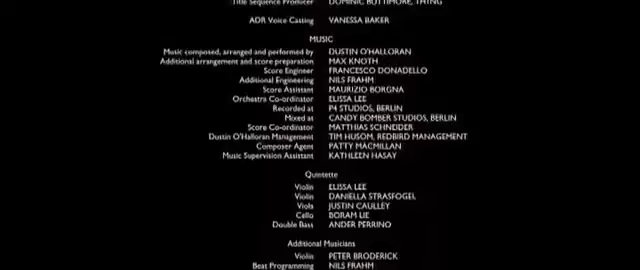 Title Sequence Producer DOMINIC BUTTIMORE, THYNG
ADR Voice Casting VANESSA BAKER
MUSIC
Music composed, arranged and performed by DUSTIN O'HALLORAN
Additional arrangement and score preparation MAX KNOTH
Score Engineer FRANCESCO DONADELLO
Additional Engineering NILS FRAHM
Score Assistant MAURIZIO BORGNA
Orchestra Co-ordinator ELISSA LEE
Recorded at P4 STUDIOS, BERLIN
Mixed at CANDY BOMBER STUDIOS, BERLIN
Score Co-ordinator MATTHIAS SCHNEIDER
Dustin O'Halloran Management TIM HUSOM, REDBIRD MANAGEMENT
Composer Agent PATTY MACMILLAN
Music Supervision Assistant KATHLEEN HASAY
Quintette
Violin ELISSA LEE
Violin DANIELLA STRASFOGEL
Viola JUSTIN CAULLEY
Cello BORAM LIE
Double Bass ANDER PERRINO
Additional Musicians
Violin PETER BRODERICK
Beat Programming NILS FRAHM